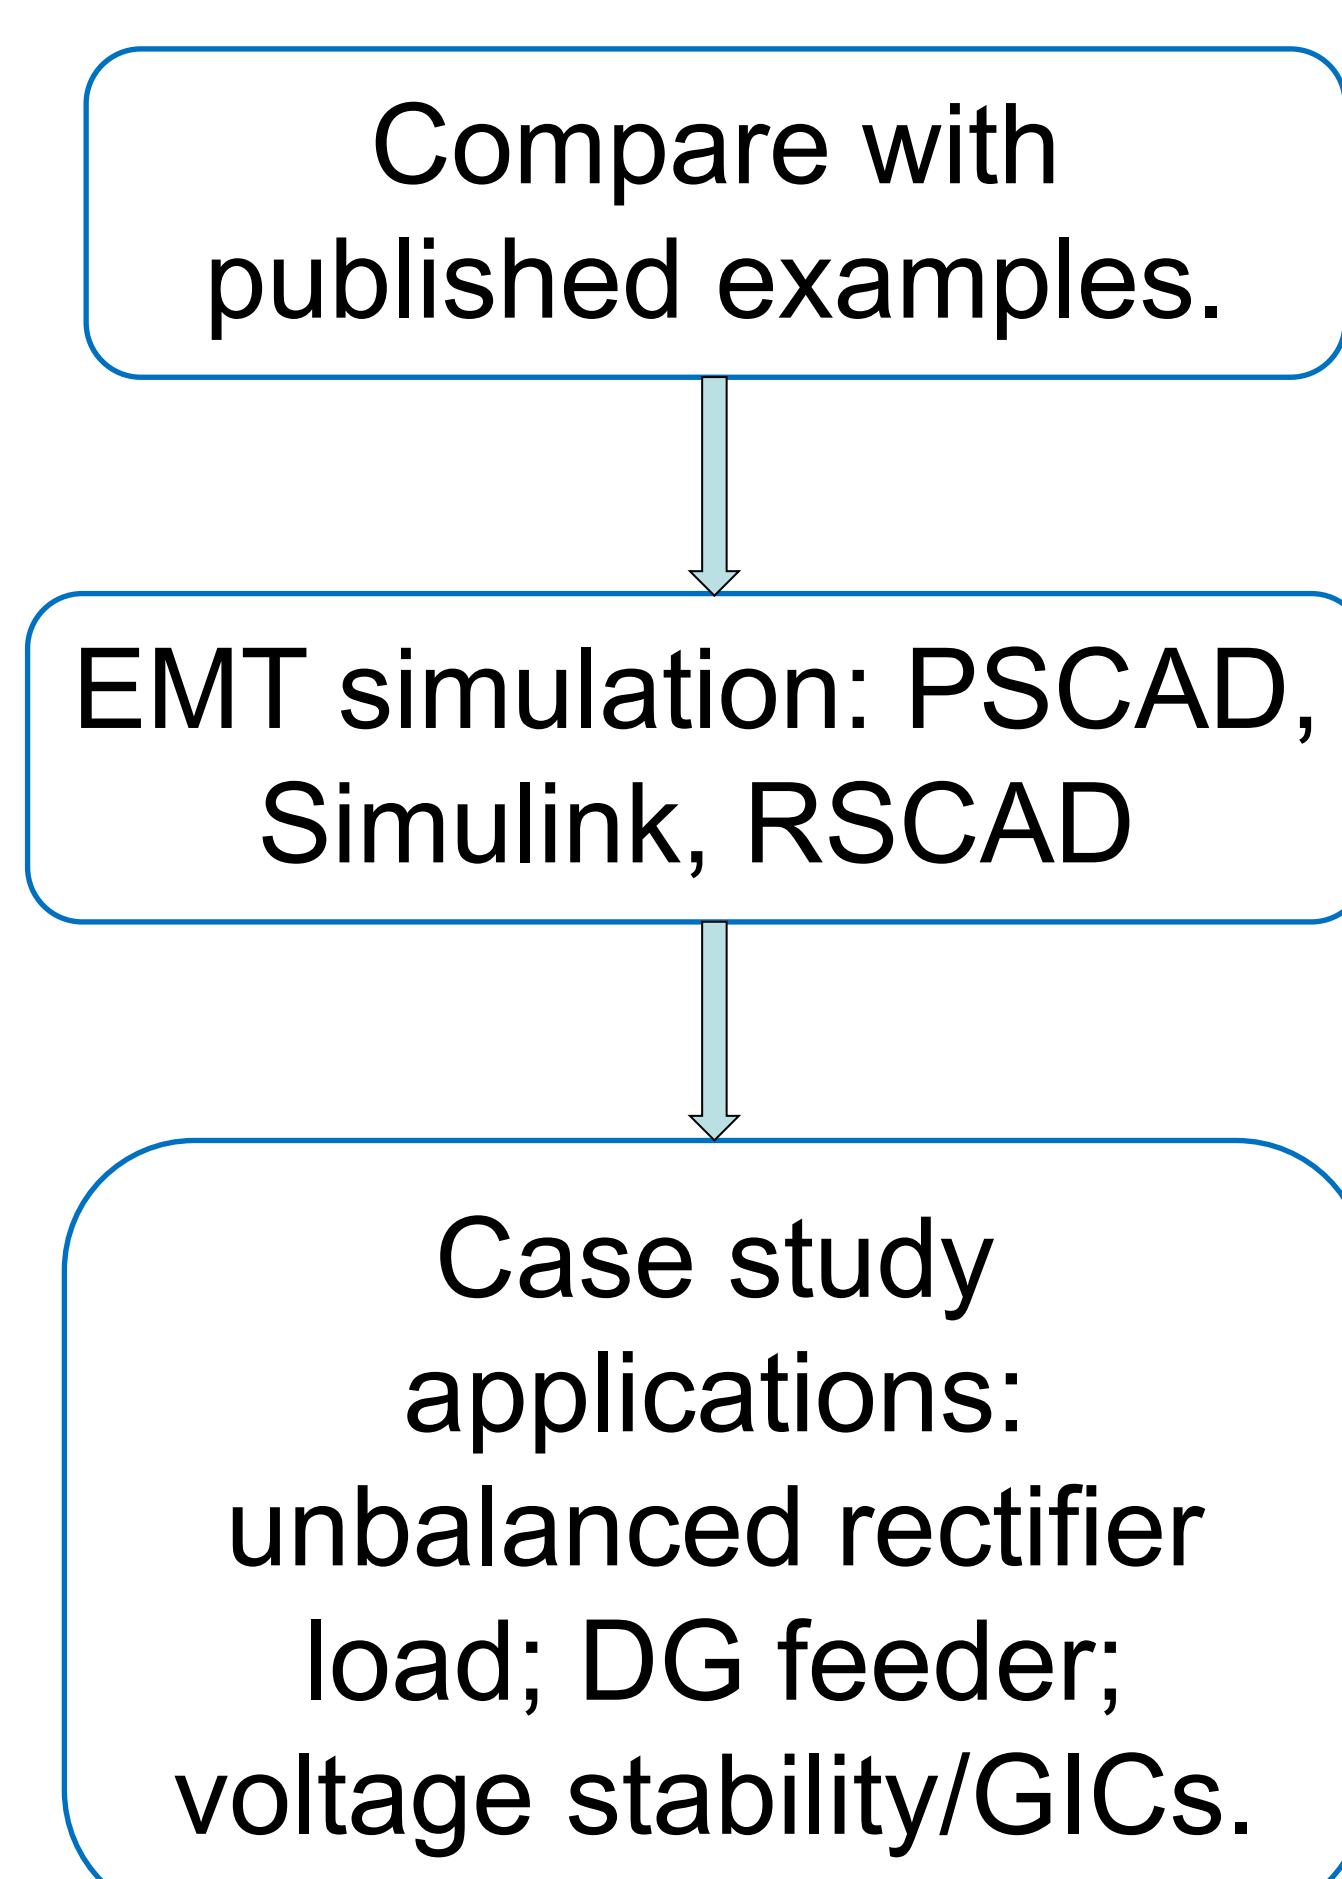 Compare with
published examples.
EMT simulation: PSCAD,
Simulink, RSCAD
Case study
applications:
unbalanced rectifier
load; DG feeder;
voltage stability/GICs.